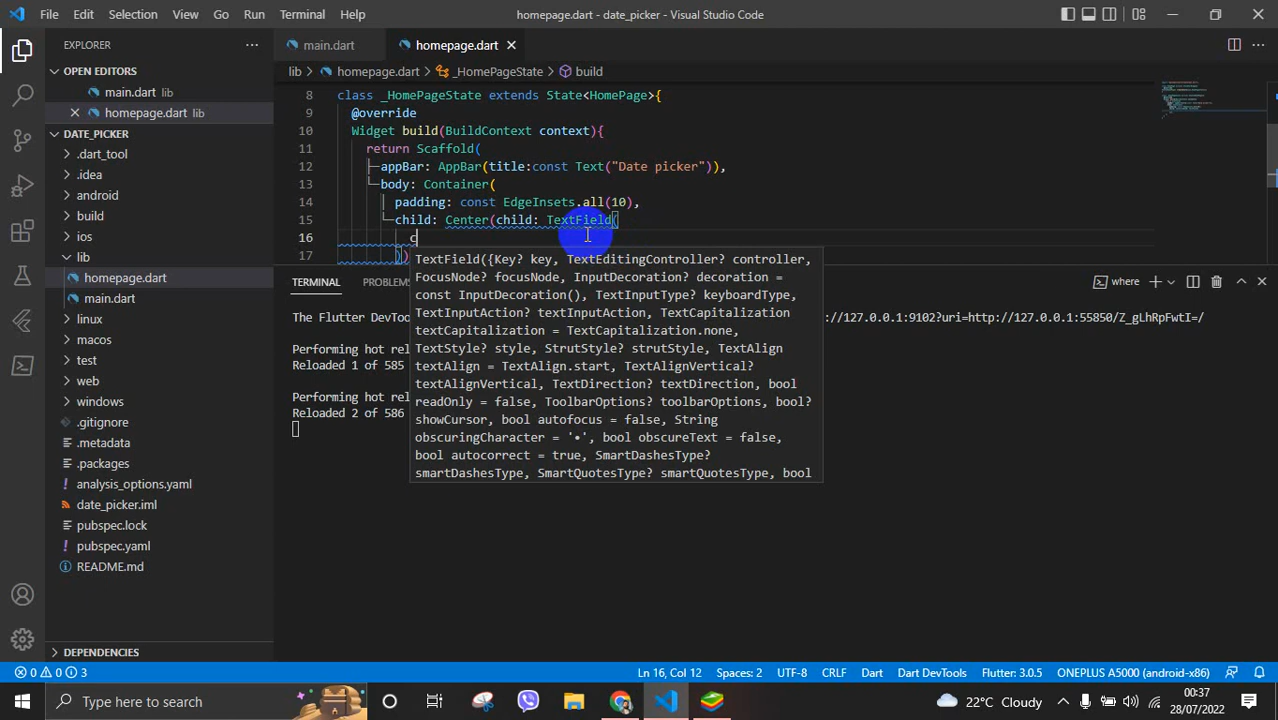 File Edit Selection View Go Run Terminal Help homepage.dart - date_picker - Visual Studio Code
EXPLORER
OPEN EDITORS
main.dart lib
homepage.dart lib
DATE_PICKER
.dart_tool
.idea
android
build
ios
lib
homepage.dart
main.dart
linux
macos
test
web
windows
.gitignore
.metadata
.packages
analysis_options.yaml
date_picker.iml
pubspec.lock
pubspec.yaml
README.md
DEPENDENCIES
main.dart homepage.dart
lib homepage.dart _HomePageState build
8 class _HomePageState extends State<HomePage>{
9 @override
10 Widget build(BuildContext context){
11 return Scaffold(
12 appBar: AppBar(title:const Text("Date picker")),
13 body: Container(
14 padding: const EdgeInsets.all(10),
15 child: Center(child: TextField(
16 c
17 ))
TextField({Key? key, TextEditingController? controller,
FocusNode? focusNode, InputDecoration? decoration =
const InputDecoration(), TextInputType? keyboardType,
TextInputAction? textInputAction, TextCapitalization
textCapitalization = TextCapitalization.none,
TextStyle? style, StrutStyle? strutStyle, TextAlign
textAlign = TextAlign.start, TextAlignVertical?
textAlignVertical, TextDirection? textDirection, bool
readOnly = false, ToolbarOptions? toolbarOptions, bool?
showCursor, bool autofocus = false, String
obscuringCharacter = '•', bool obscureText = false,
bool autocorrect = true, SmartDashesType?
smartDashesType, SmartQuotesType? smartQuotesType, bool
TERMINAL PROBLEMS where
The Flutter DevToo //127.0.0.1:9102?uri=http://127.0.0.1:55850/Z_gLhRpFwtI=/
Performing hot rel
Reloaded 1 of 585
Performing hot rel
Reloaded 2 of 586
0 0 3 Ln 16, Col 12 Spaces: 2 UTF-8 CRLF Dart Dart DevTools Flutter: 3.0.5 ONEPLUS A5000 (android-x86)
Type here to search 22°C Cloudy 00:37
28/07/2022